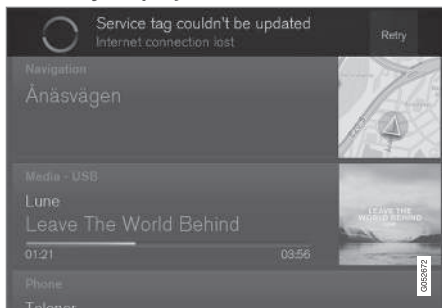 Service tag couldn't be updated
Internet connection lost
Retry
Navigation
Ånäsvägen
Media - USB
Lune
Leave The World Behind
01:21
03:56
LEAVE THE
WORLD BEHIND
G052672
Phone
Telenor